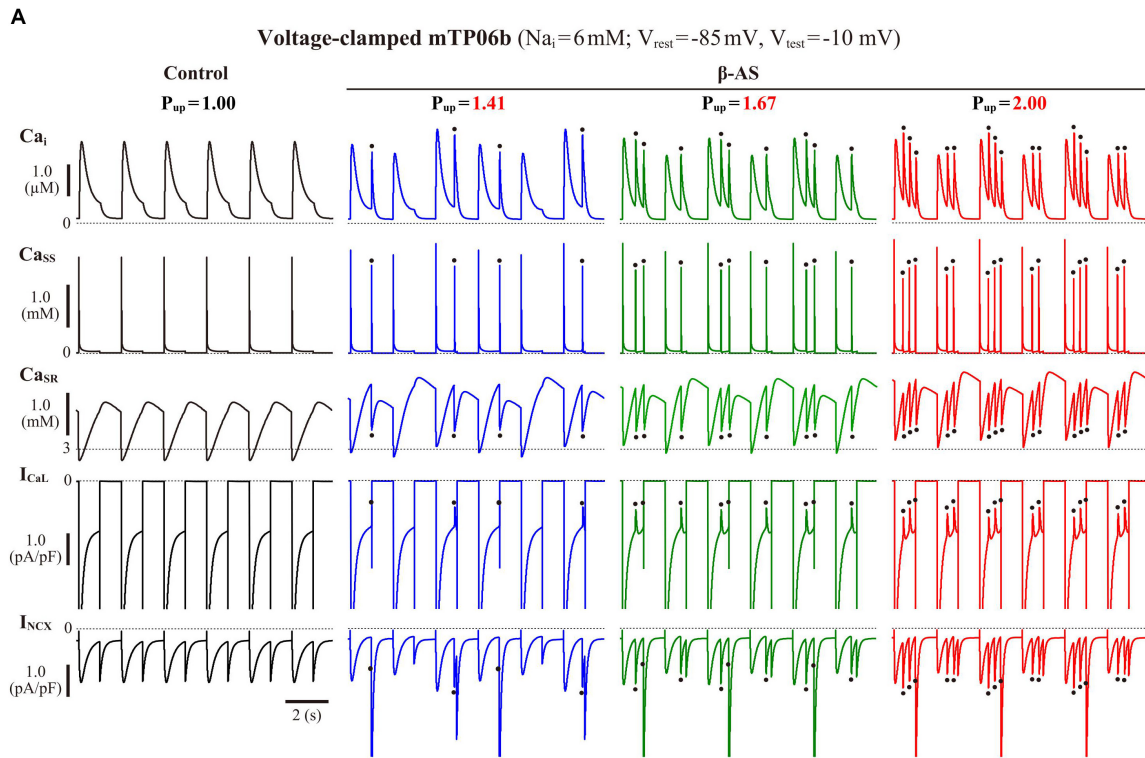 A
Voltage-clamped mTP06b (Naᵢ=6 mM; Vrest=-85 mV, Vtest=-10 mV)
Control
β-AS
Pup=1.00
Pup=1.41
Pup=1.67
Pup=2.00
Caᵢ
1.0
(μM)
0
CaSS
1.0
(mM)
0
CaSR
1.0
(mM)
3
ICaL
0
1.0
(pA/pF)
INCX
0
1.0
(pA/pF)
2 (s)